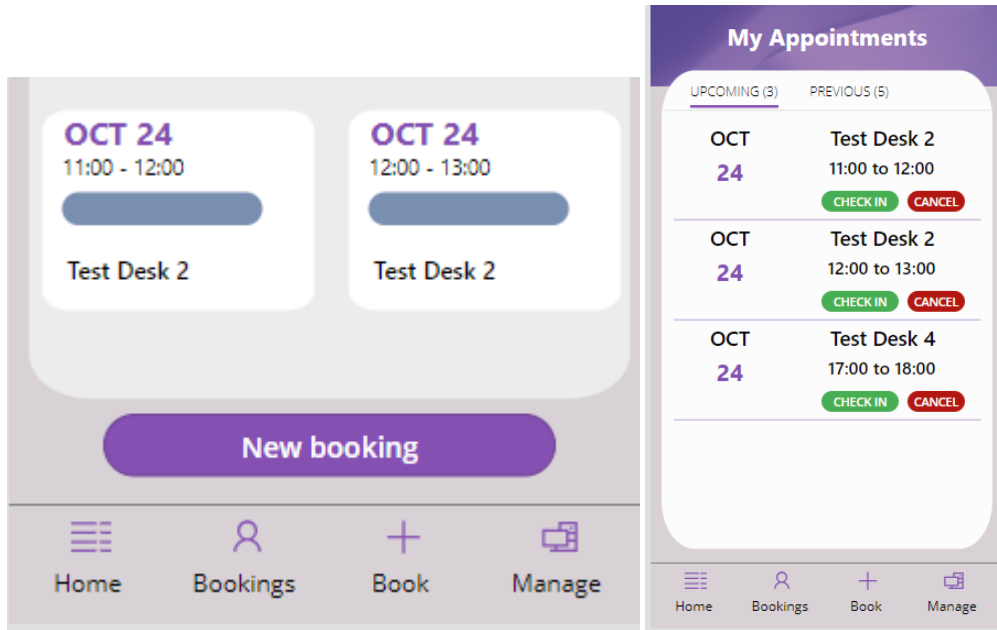 OCT 24
11:00 - 12:00
Test Desk 2
OCT 24
12:00 - 13:00
Test Desk 2
New booking
Home Bookings Book Manage
My Appointments
UPCOMING (3) PREVIOUS (5)
OCT Test Desk 2
24 11:00 to 12:00
CHECK IN CANCEL
OCT Test Desk 2
24 12:00 to 13:00
CHECK IN CANCEL
OCT Test Desk 4
24 17:00 to 18:00
CHECK IN CANCEL
Home Bookings Book Manage